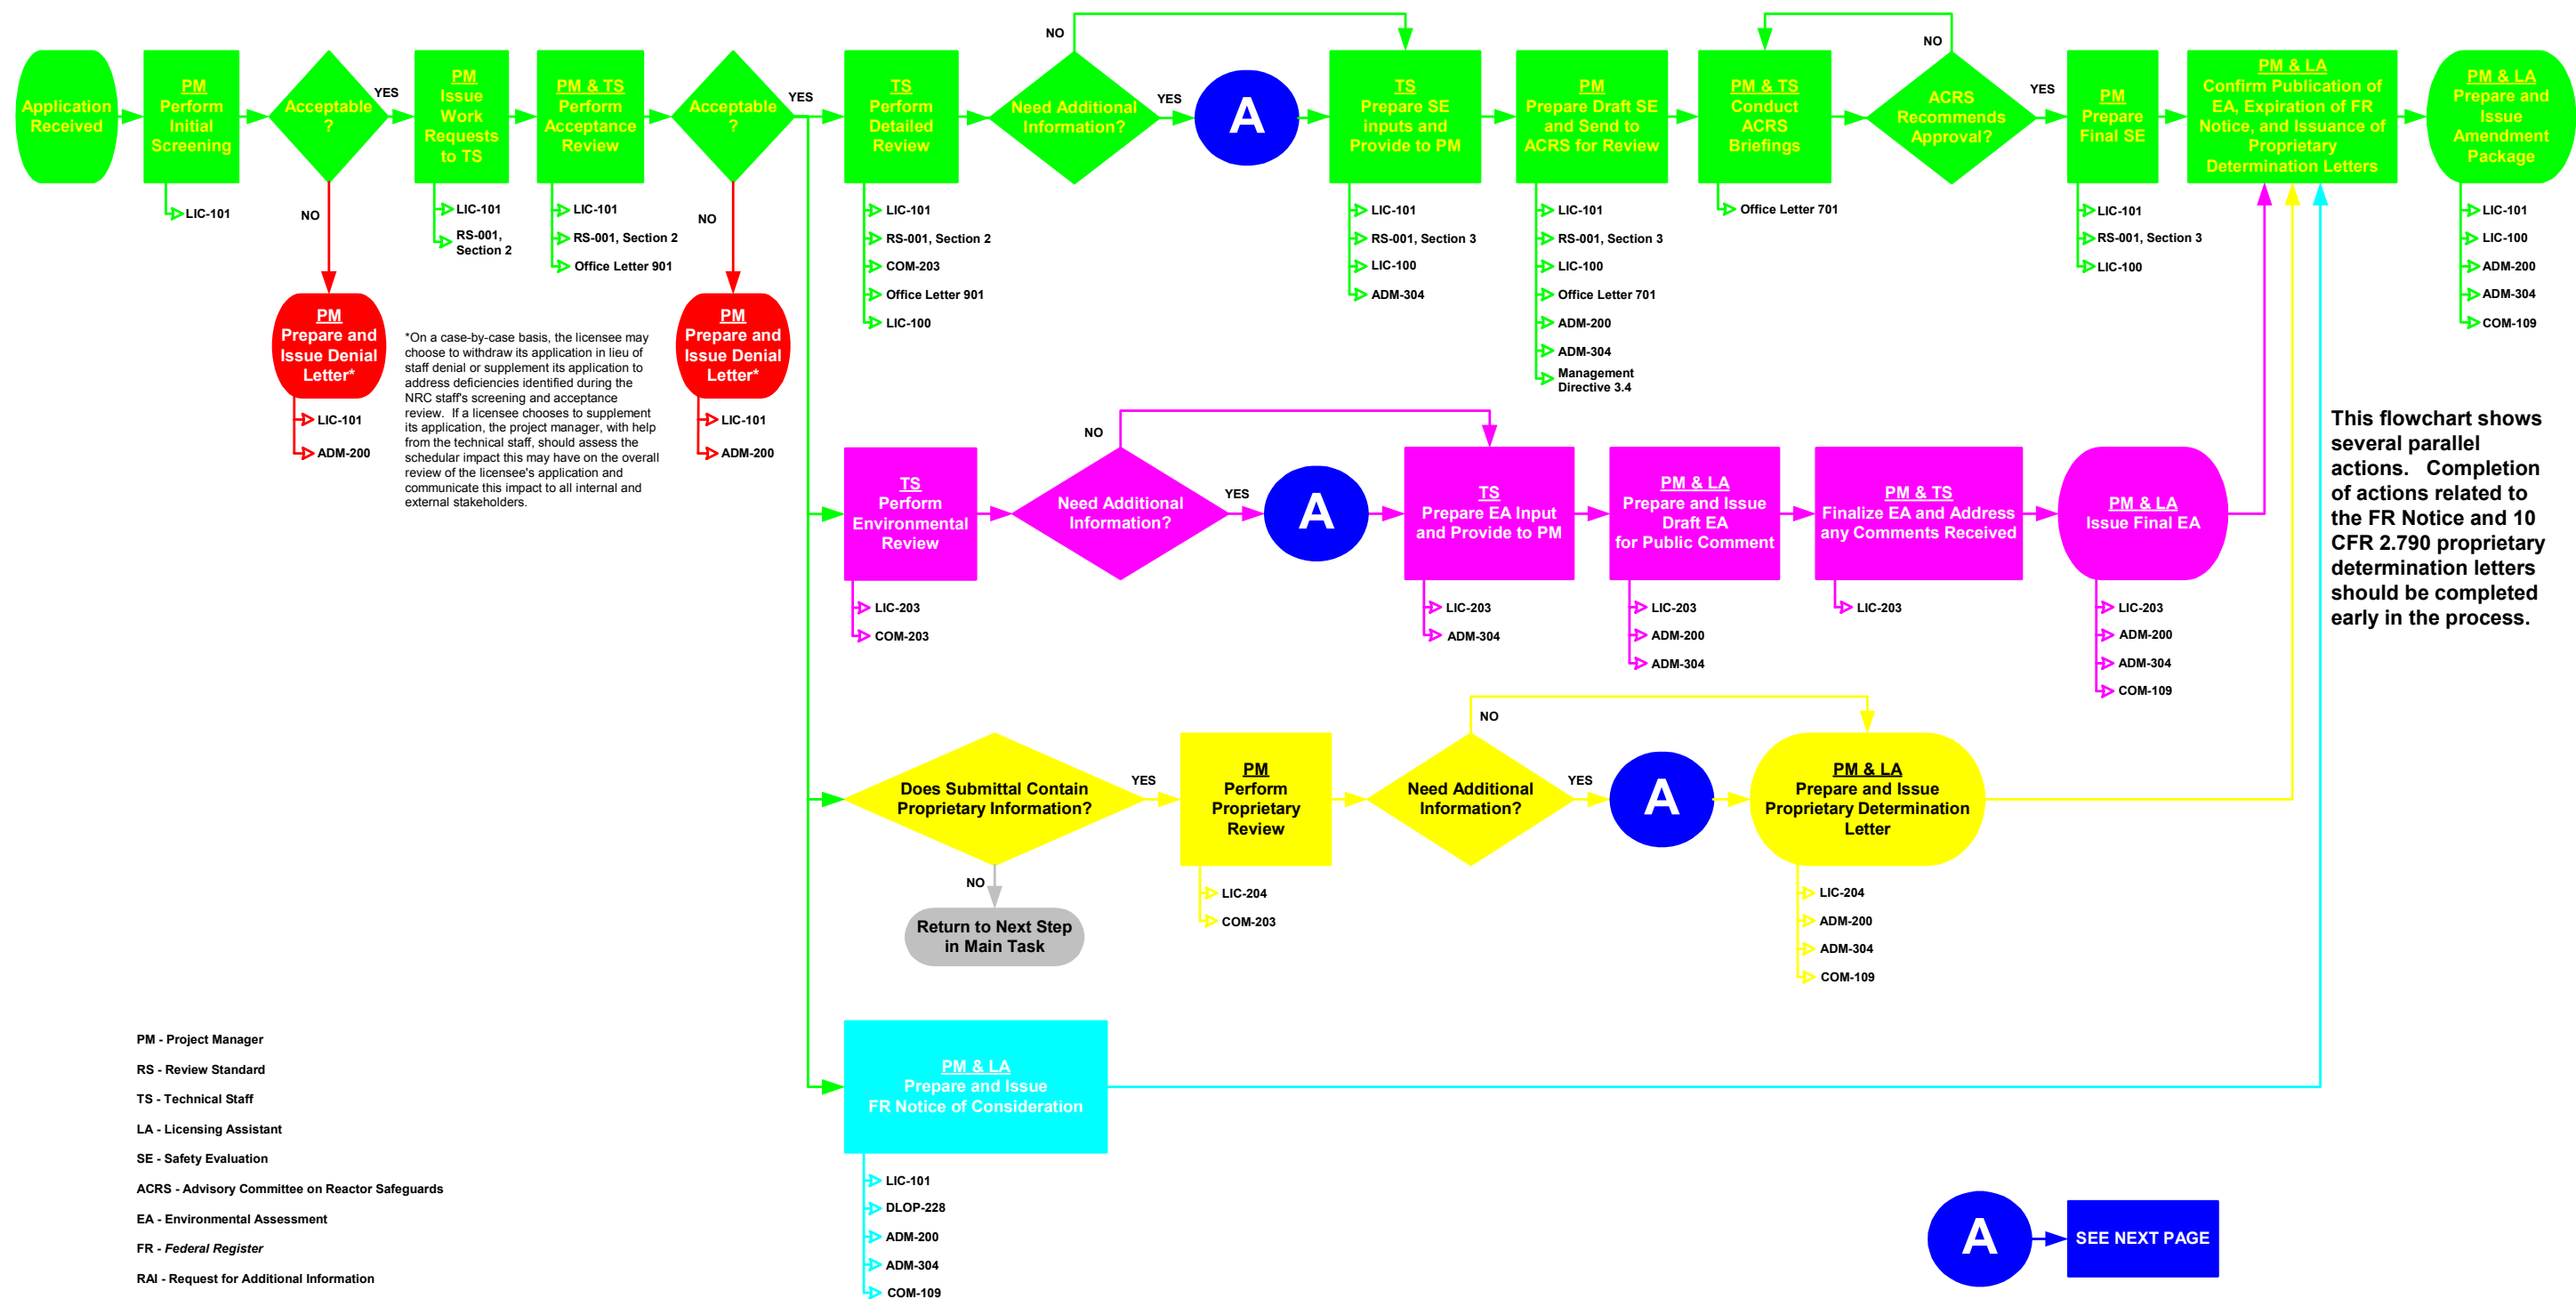 Application
Received
PM
Perform
Initial
Screening
LIC-101
Acceptable
?
YES
NO
PM
Prepare and
Issue Denial
Letter*
LIC-101
ADM-200
PM
Issue
Work
Requests
to TS
LIC-101
RS-001,
Section 2
PM & TS
Perform
Acceptance
Review
LIC-101
RS-001, Section 2
Office Letter 901
Acceptable
?
YES
NO
PM
Prepare and
Issue Denial
Letter*
LIC-101
ADM-200
*On a case-by-case basis, the licensee may
choose to withdraw its application in lieu of
staff denial or supplement its application to
address deficiencies identified during the
NRC staff's screening and acceptance
review. If a licensee chooses to supplement
its application, the project manager, with help
from the technical staff, should assess the
schedular impact this may have on the overall
review of the licensee's application and
communicate this impact to all internal and
external stakeholders.
TS
Perform
Detailed
Review
LIC-101
RS-001, Section 2
COM-203
Office Letter 901
LIC-100
Need Additional
Information?
NO
YES
A
TS
Prepare SE
inputs and
Provide to PM
LIC-101
RS-001, Section 3
LIC-100
ADM-304
PM
Prepare Draft SE
and Send to
ACRS for Review
LIC-101
RS-001, Section 3
LIC-100
Office Letter 701
ADM-200
ADM-304
Management
Directive 3.4
PM & TS
Conduct
ACRS
Briefings
Office Letter 701
ACRS
Recommends
Approval?
NO
YES
PM
Prepare
Final SE
LIC-101
RS-001, Section 3
LIC-100
PM & LA
Confirm Publication of
EA, Expiration of FR
Notice, and Issuance of
Proprietary
Determination Letters
PM & LA
Prepare and
Issue
Amendment
Package
LIC-101
LIC-100
ADM-200
ADM-304
COM-109
This flowchart shows
several parallel
actions. Completion
of actions related to
the FR Notice and 10
CFR 2.790 proprietary
determination letters
should be completed
early in the process.
TS
Perform
Environmental
Review
LIC-203
COM-203
Need Additional
Information?
NO
YES
A
TS
Prepare EA Input
and Provide to PM
LIC-203
ADM-304
PM & LA
Prepare and Issue
Draft EA
for Public Comment
LIC-203
ADM-200
ADM-304
PM & TS
Finalize EA and Address
any Comments Received
LIC-203
PM & LA
Issue Final EA
LIC-203
ADM-200
ADM-304
COM-109
Does Submittal Contain
Proprietary Information?
YES
NO
Return to Next Step
in Main Task
PM
Perform
Proprietary
Review
LIC-204
COM-203
Need Additional
Information?
NO
YES
A
PM & LA
Prepare and Issue
Proprietary Determination
Letter
LIC-204
ADM-200
ADM-304
COM-109
PM & LA
Prepare and Issue
FR Notice of Consideration
LIC-101
DLOP-228
ADM-200
ADM-304
COM-109
PM - Project Manager
RS - Review Standard
TS - Technical Staff
LA - Licensing Assistant
SE - Safety Evaluation
ACRS - Advisory Committee on Reactor Safeguards
EA - Environmental Assessment
FR - Federal Register
RAI - Request for Additional Information
A
SEE NEXT PAGE